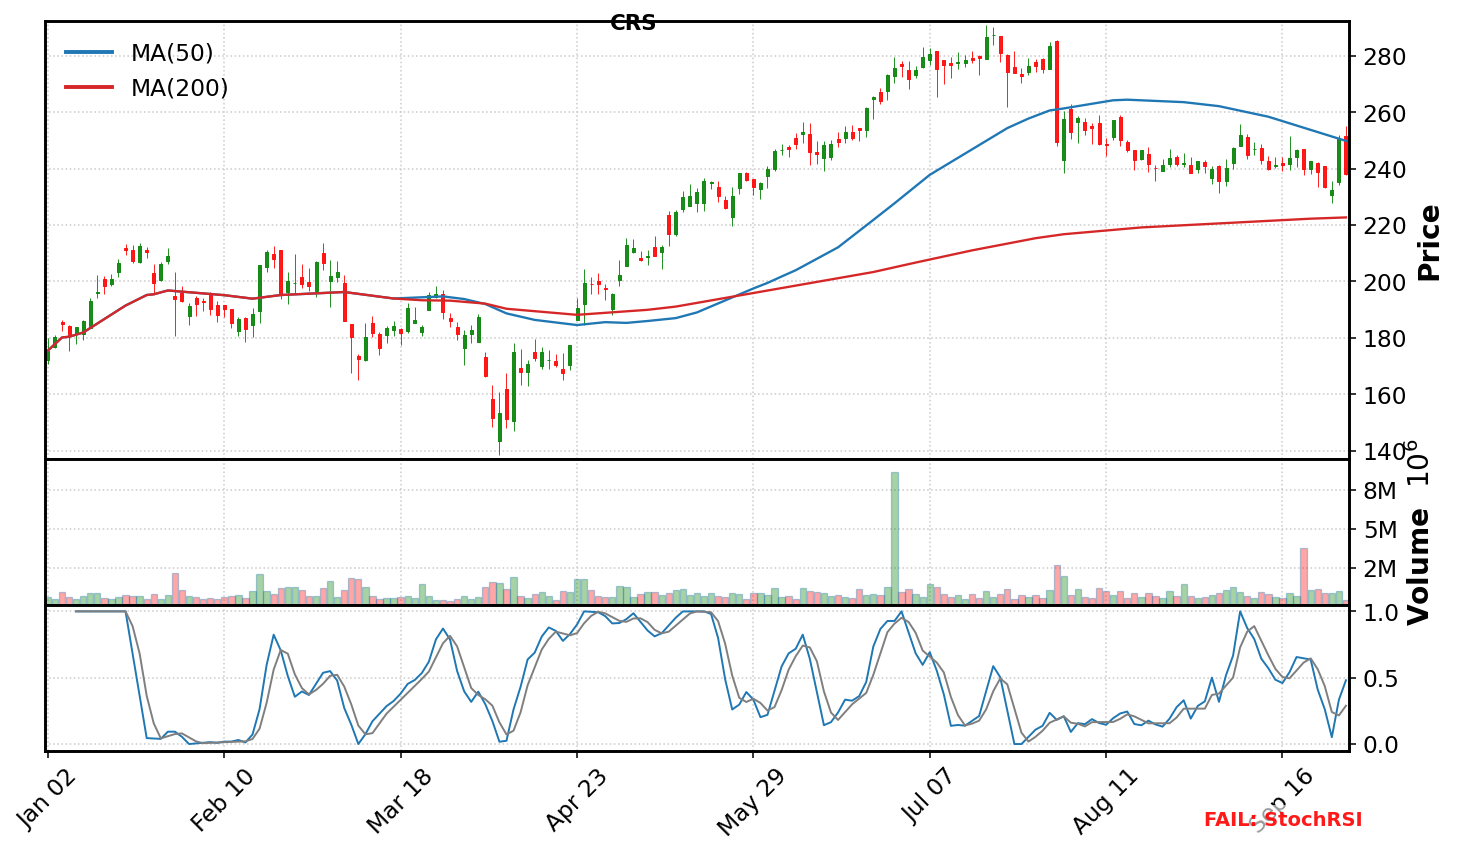 CRS
MA(50)
MA(200)
280
260
240
220
200
180
160
140
Price
10^6
8M
5M
2M
Volume
1.0
0.5
0.0
Jan 02
Feb 10
Mar 18
Apr 23
May 29
Jul 07
Aug 11
Sep 16
FAIL: StochRSI